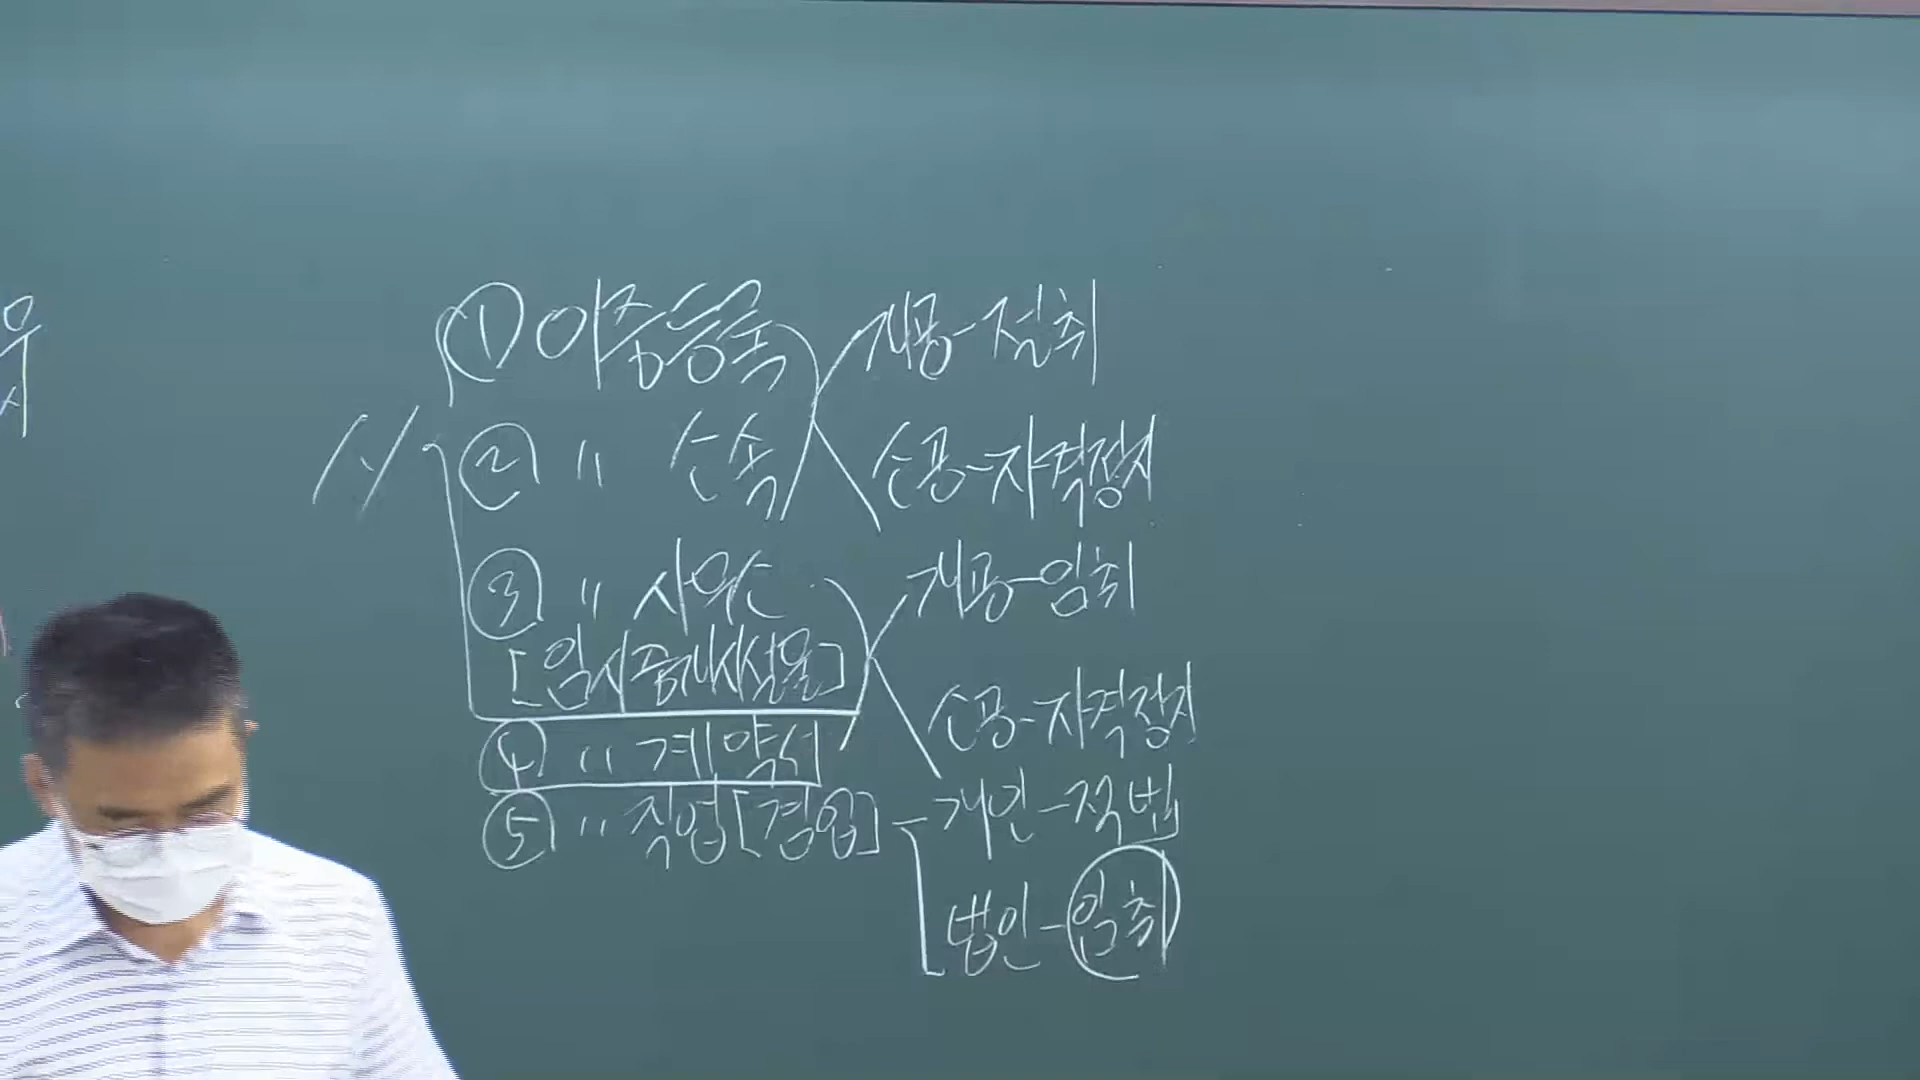 ① 이중등록 개공-절취
② 〃 소속 소공-자격정지
③ 〃 사무소 개공-임취
[임시중개시설물]
소공-자격정지
④ 〃 계약서
⑤ 〃 직업[겸업] 개인-적법
법인-임취